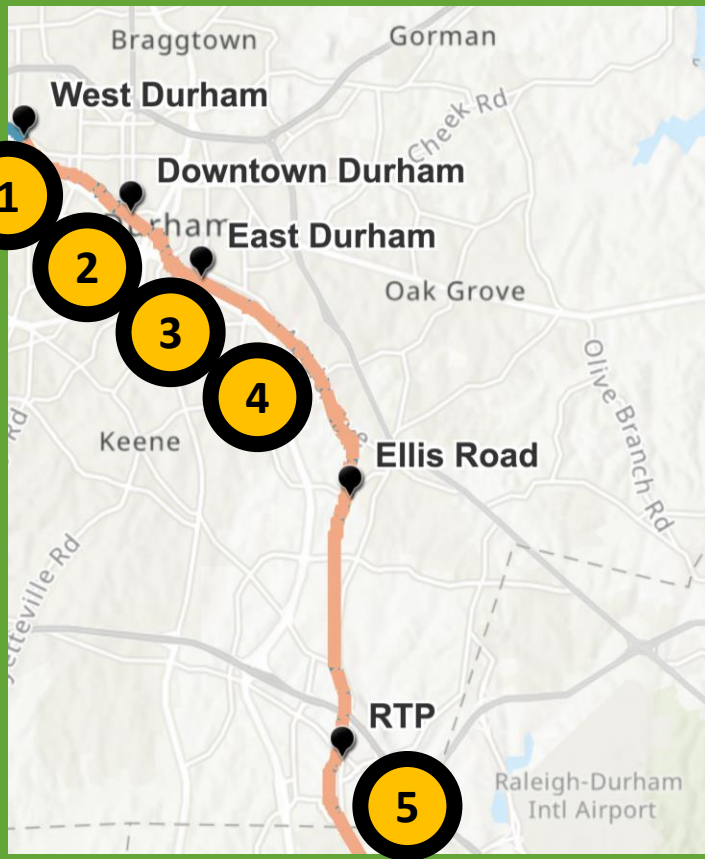 Braggtown
Gorman
West Durham
Cheek Rd
1
Downtown Durham
East Durham
2
Oak Grove
3
Olive Branch Rd
4
Keene
Rd
Ellis Road
RTP
5
Raleigh-Durham
Intl Airport